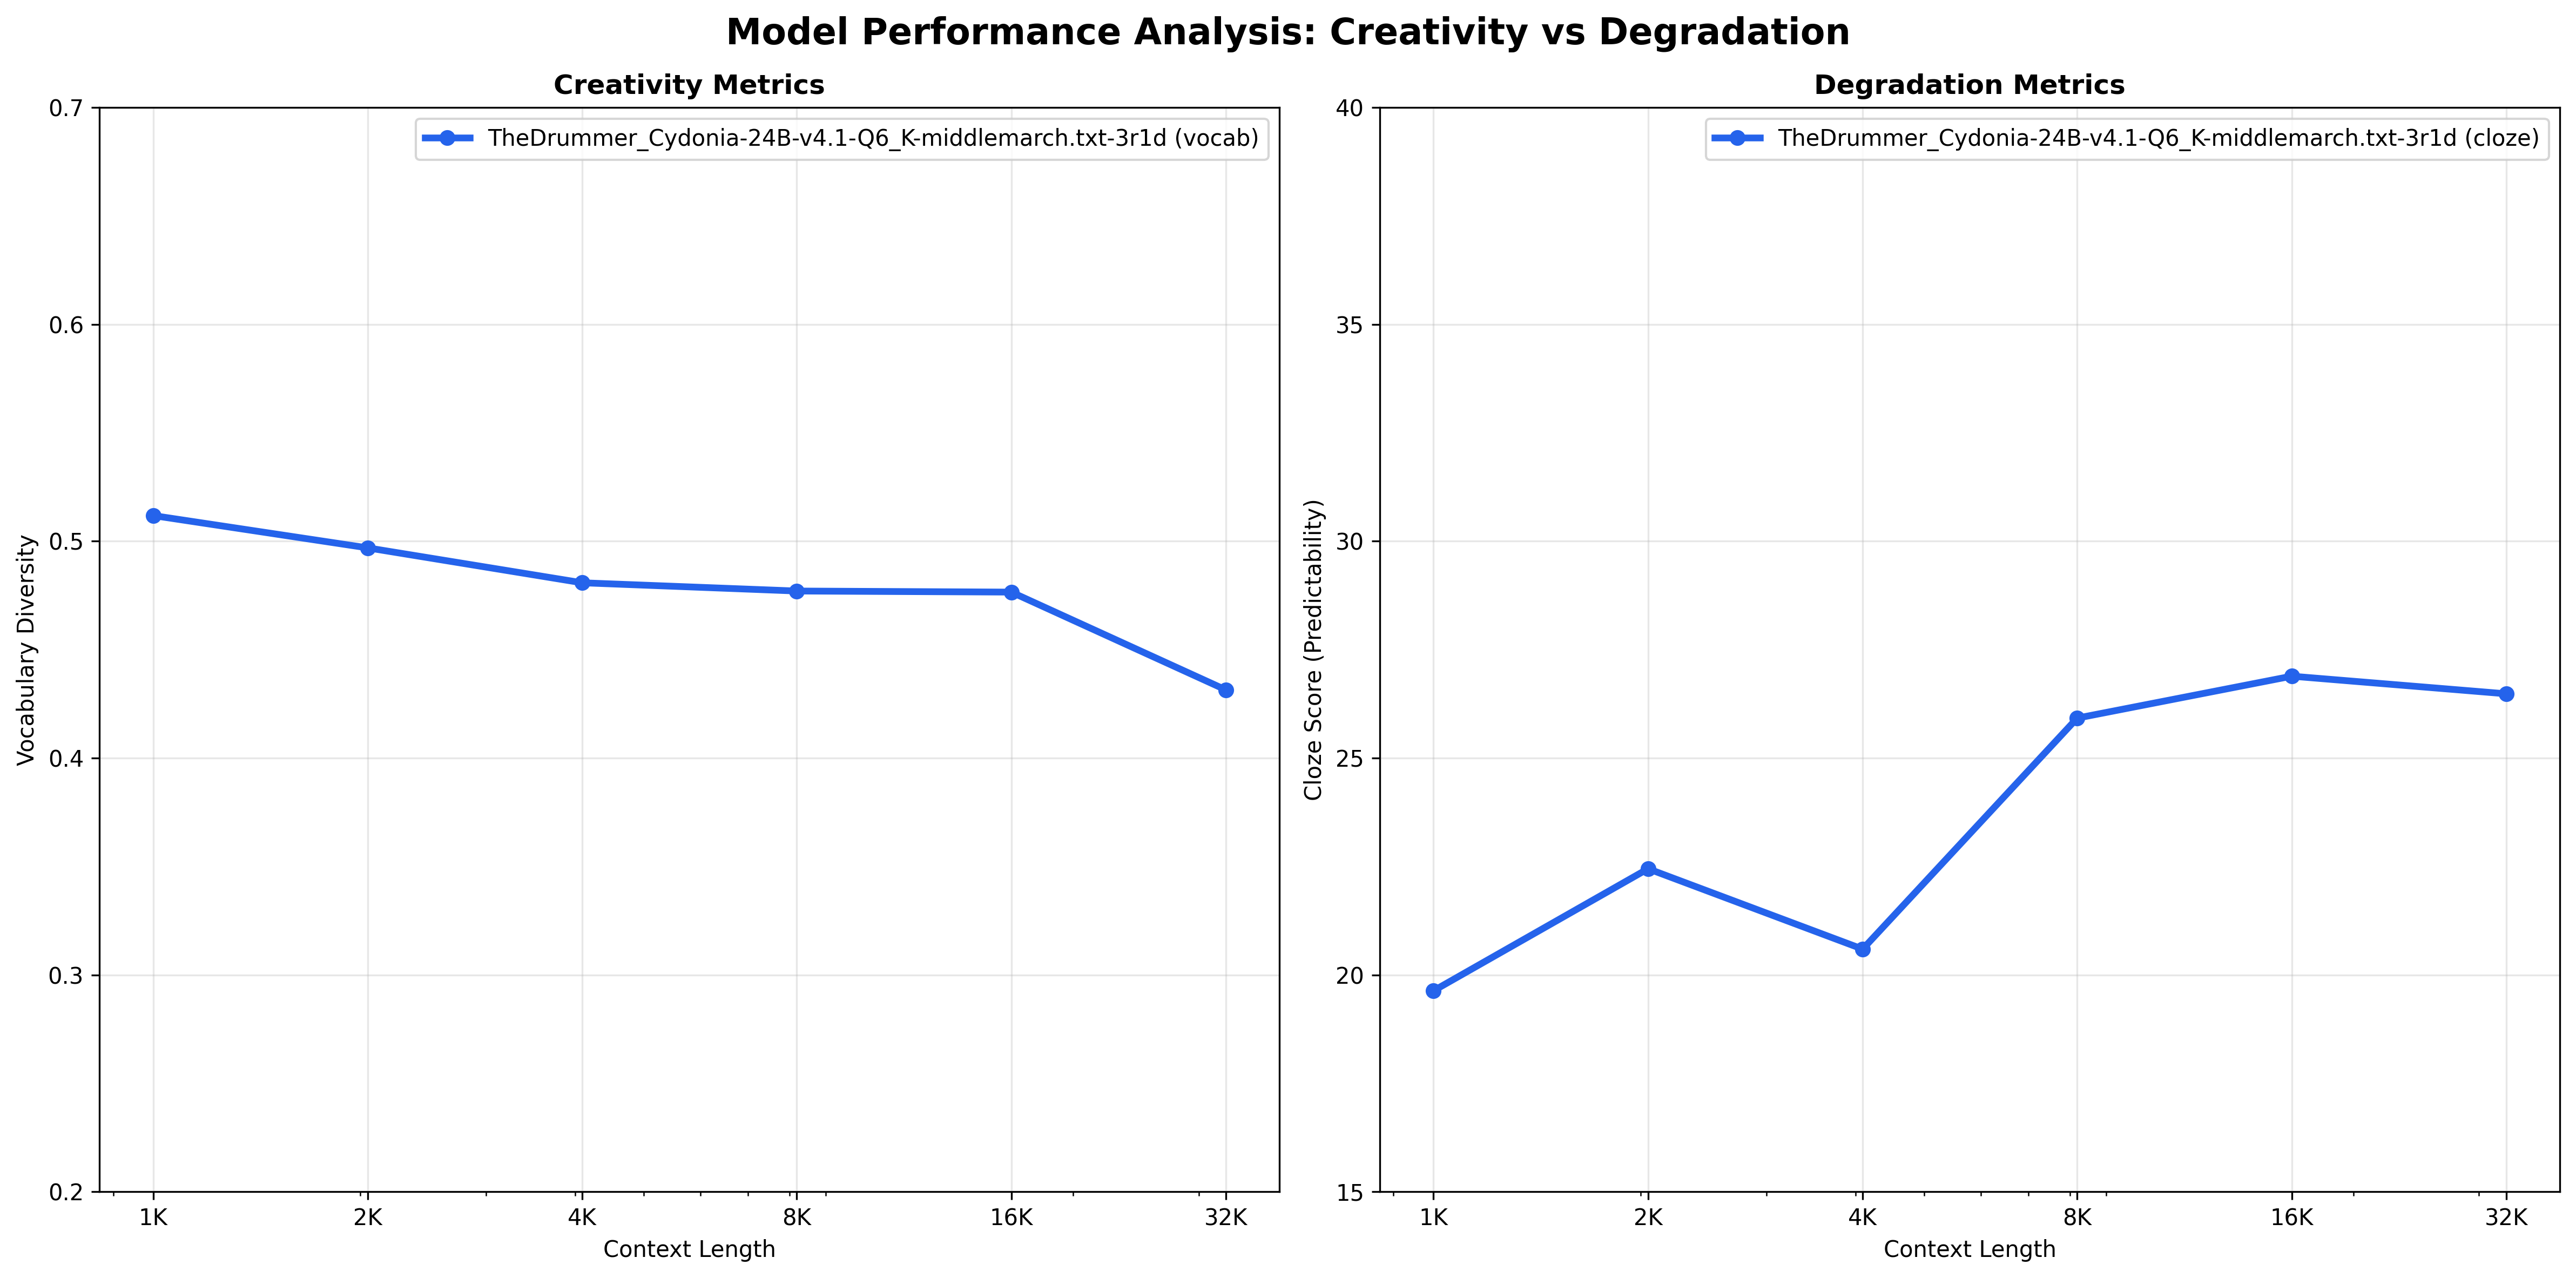 Model Performance Analysis: Creativity vs Degradation
Creativity Metrics
TheDrummer_Cydonia-24B-v4.1-Q6_K-middlemarch.txt-3r1d (vocab)
Vocabulary Diversity
0.7
0.6
0.5
0.4
0.3
0.2
1K 2K 4K 8K 16K 32K
Context Length
Degradation Metrics
TheDrummer_Cydonia-24B-v4.1-Q6_K-middlemarch.txt-3r1d (cloze)
Cloze Score (Predictability)
40
35
30
25
20
15
1K 2K 4K 8K 16K 32K
Context Length